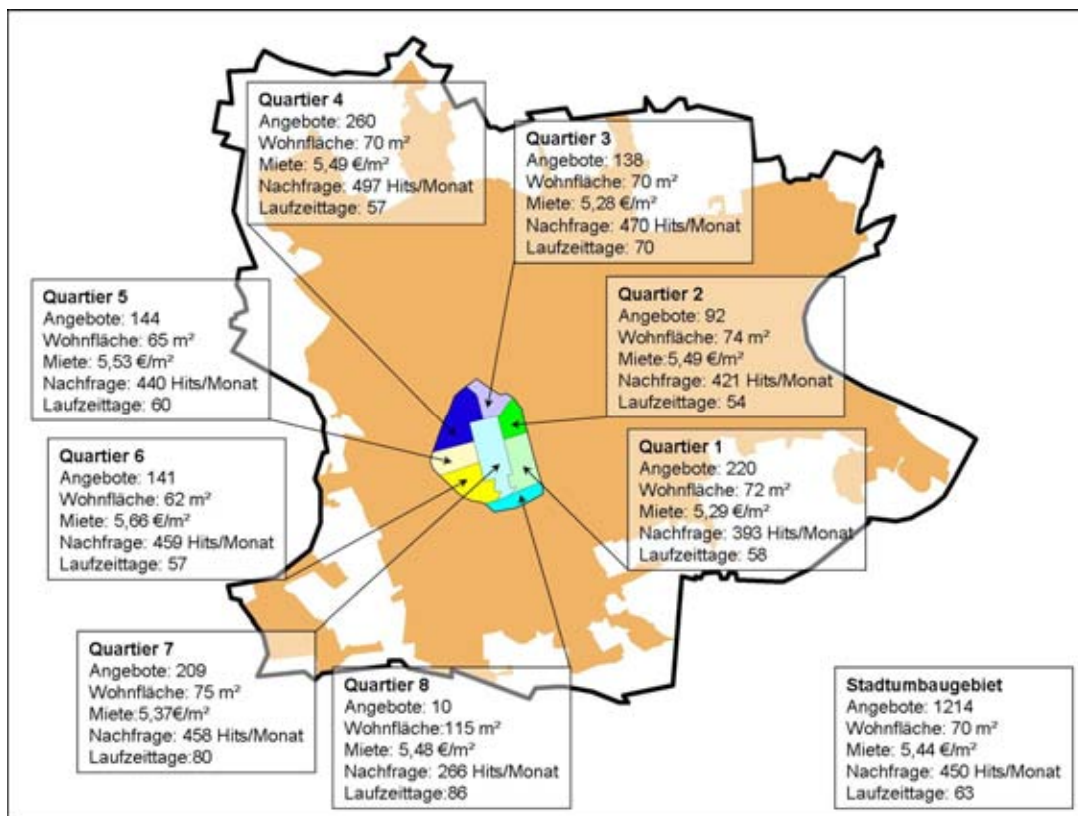 Quartier 4
Angebote: 260
Wohnfläche: 70 m²
Miete: 5,49 €/m²
Nachfrage: 497 Hits/Monat
Laufzeittage: 57
Quartier 3
Angebote: 138
Wohnfläche: 70 m²
Miete: 5,28 €/m²
Nachfrage: 470 Hits/Monat
Laufzeittage: 70
Quartier 5
Angebote: 144
Wohnfläche: 65 m²
Miete: 5,53 €/m²
Nachfrage: 440 Hits/Monat
Laufzeittage: 60
Quartier 2
Angebote: 92
Wohnfläche: 74 m²
Miete:5,49 €/m²
Nachfrage: 421 Hits/Monat
Laufzeittage: 54
Quartier 6
Angebote: 141
Wohnfläche: 62 m²
Miete: 5,66 €/m²
Nachfrage: 459 Hits/Monat
Laufzeittage: 57
Quartier 1
Angebote: 220
Wohnfläche: 72 m²
Miete: 5,29 €/m²
Nachfrage: 393 Hits/Monat
Laufzeittage: 58
Quartier 7
Angebote: 209
Wohnfläche: 75 m²
Miete:5,37€/m²
Nachfrage: 458 Hits/Monat
Laufzeittage:80
Quartier 8
Angebote: 10
Wohnfläche:115 m²
Miete: 5,48 €/m²
Nachfrage: 266 Hits/Monat
Laufzeittage:86
Stadtumbaugebiet
Angebote: 1214
Wohnfläche: 70 m²
Miete: 5,44 €/m²
Nachfrage: 450 Hits/Monat
Laufzeittage: 63